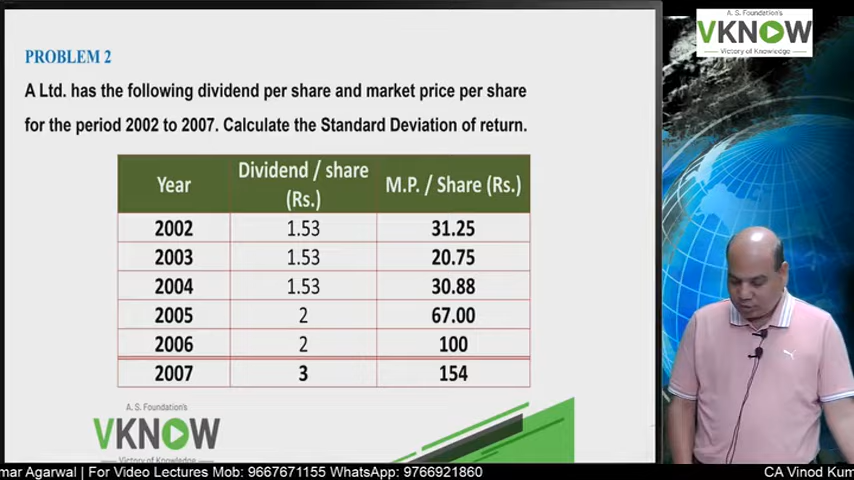 A. S. Foundation's
VKNOW
Victory of Knowledge
PROBLEM 2
A Ltd. has the following dividend per share and market price per share
for the period 2002 to 2007. Calculate the Standard Deviation of return.
Year Dividend / share (Rs.) M.P. / Share (Rs.)
2002 1.53 31.25
2003 1.53 20.75
2004 1.53 30.88
2005 2 67.00
2006 2 100
2007 3 154
A. S. Foundation's
VKNOW
Victory of Knowledge
mar Agarwal | For Video Lectures Mob: 9667671155 WhatsApp: 9766921860
CA Vinod Kum